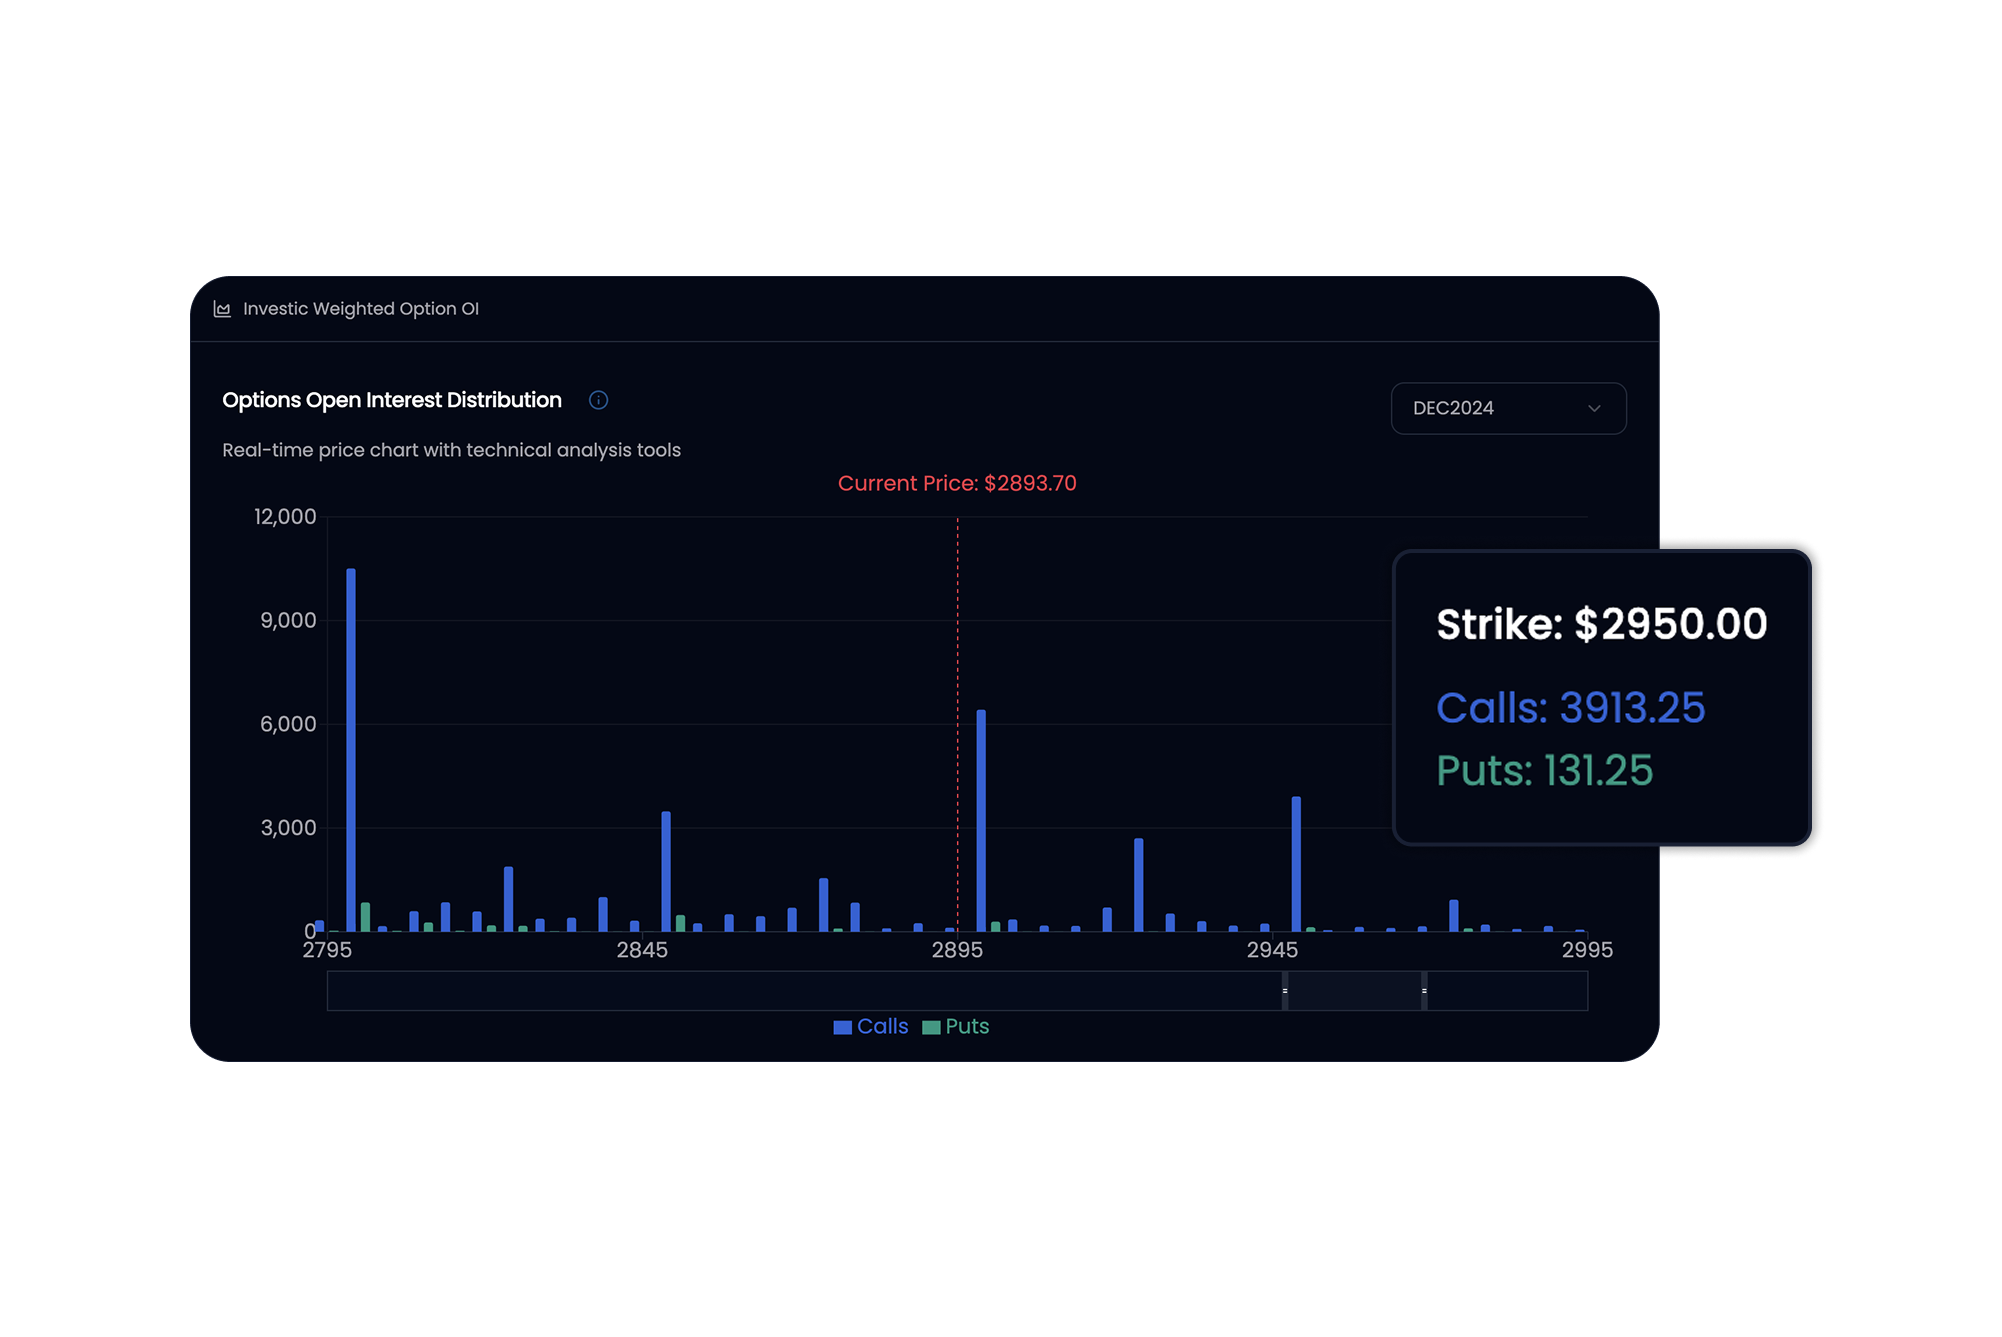 Investic Weighted Option OI
Options Open Interest Distribution
DEC2024
Real-time price chart with technical analysis tools
Current Price: $2893.70
12,000
9,000
6,000
3,000
0
2795
2845
2895
2945
2995
Strike: $2950.00
Calls: 3913.25
Puts: 131.25
Calls
Puts